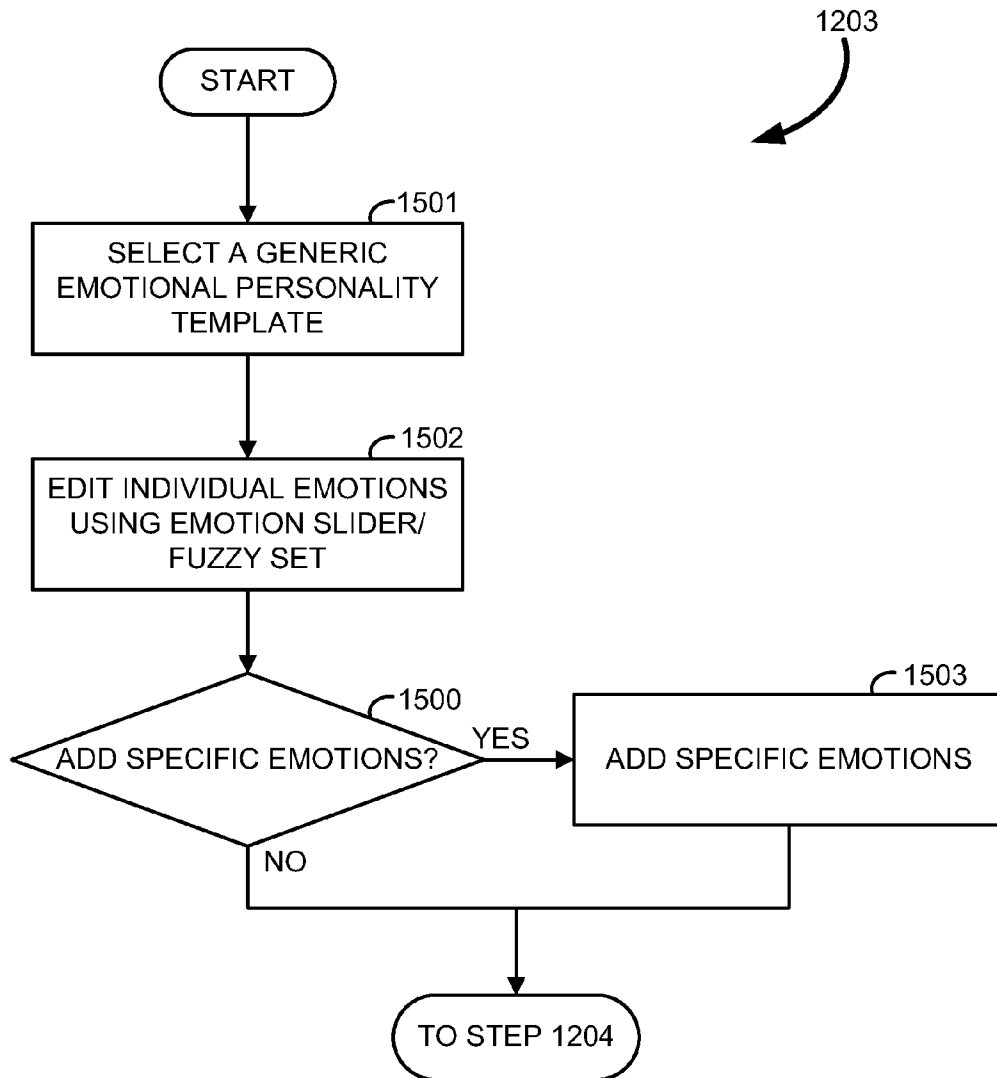 1203
START
1501
SELECT A GENERIC
EMOTIONAL PERSONALITY
TEMPLATE
1502
EDIT INDIVIDUAL EMOTIONS
USING EMOTION SLIDER/
FUZZY SET
1500
ADD SPECIFIC EMOTIONS?
YES
1503
ADD SPECIFIC EMOTIONS
NO
TO STEP 1204